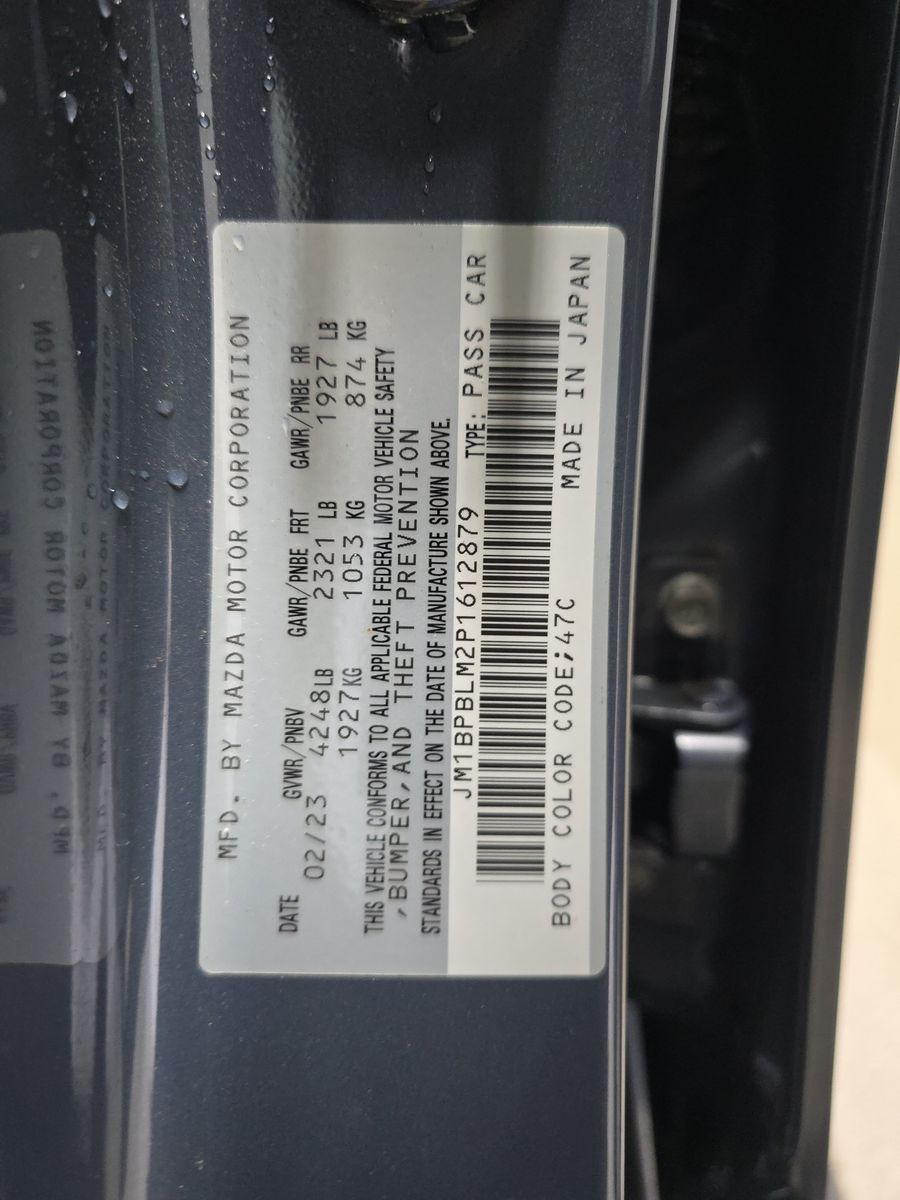 MFD. BY MAZDA MOTOR CORPORATION
DATE GVWR/PNBV GAWR/PNBE FRT GAWR/PNBE RR
02/23 4248LB 2321 LB 1927 LB
1927KG 1053 KG 874 KG
THIS VEHICLE CONFORMS TO ALL APPLICABLE FEDERAL MOTOR VEHICLE SAFETY
,BUMPER,AND THEFT PREVENTION
STANDARDS IN EFFECT ON THE DATE OF MANUFACTURE SHOWN ABOVE.
JM1BPBLM2P1612879 TYPE: PASS CAR
BODY COLOR CODE;47C MADE IN JAPAN